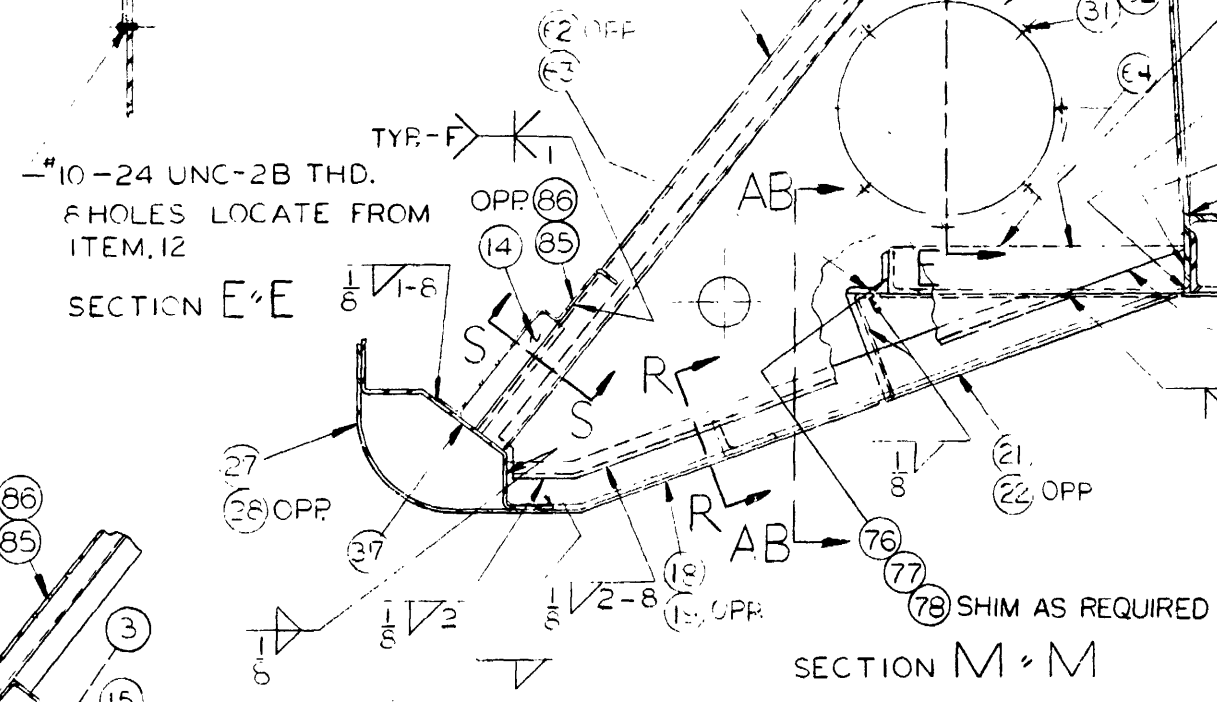 31
62 OPP
63
64
TYP.-F
1
#10-24 UNC-2B THD.
8 HOLES LOCATE FROM
ITEM.12
SECTION E-E
OPP. 86
14
85
AB
E
1/8 1-8
S
S
R
R
AB
27
28 OPP.
37
86
85
3
15
1/8
1/8 2
1/8 2-8
18
19 OPP.
1/8
21
22 OPP
76
77
78 SHIM AS REQUIRED
SECTION M-M